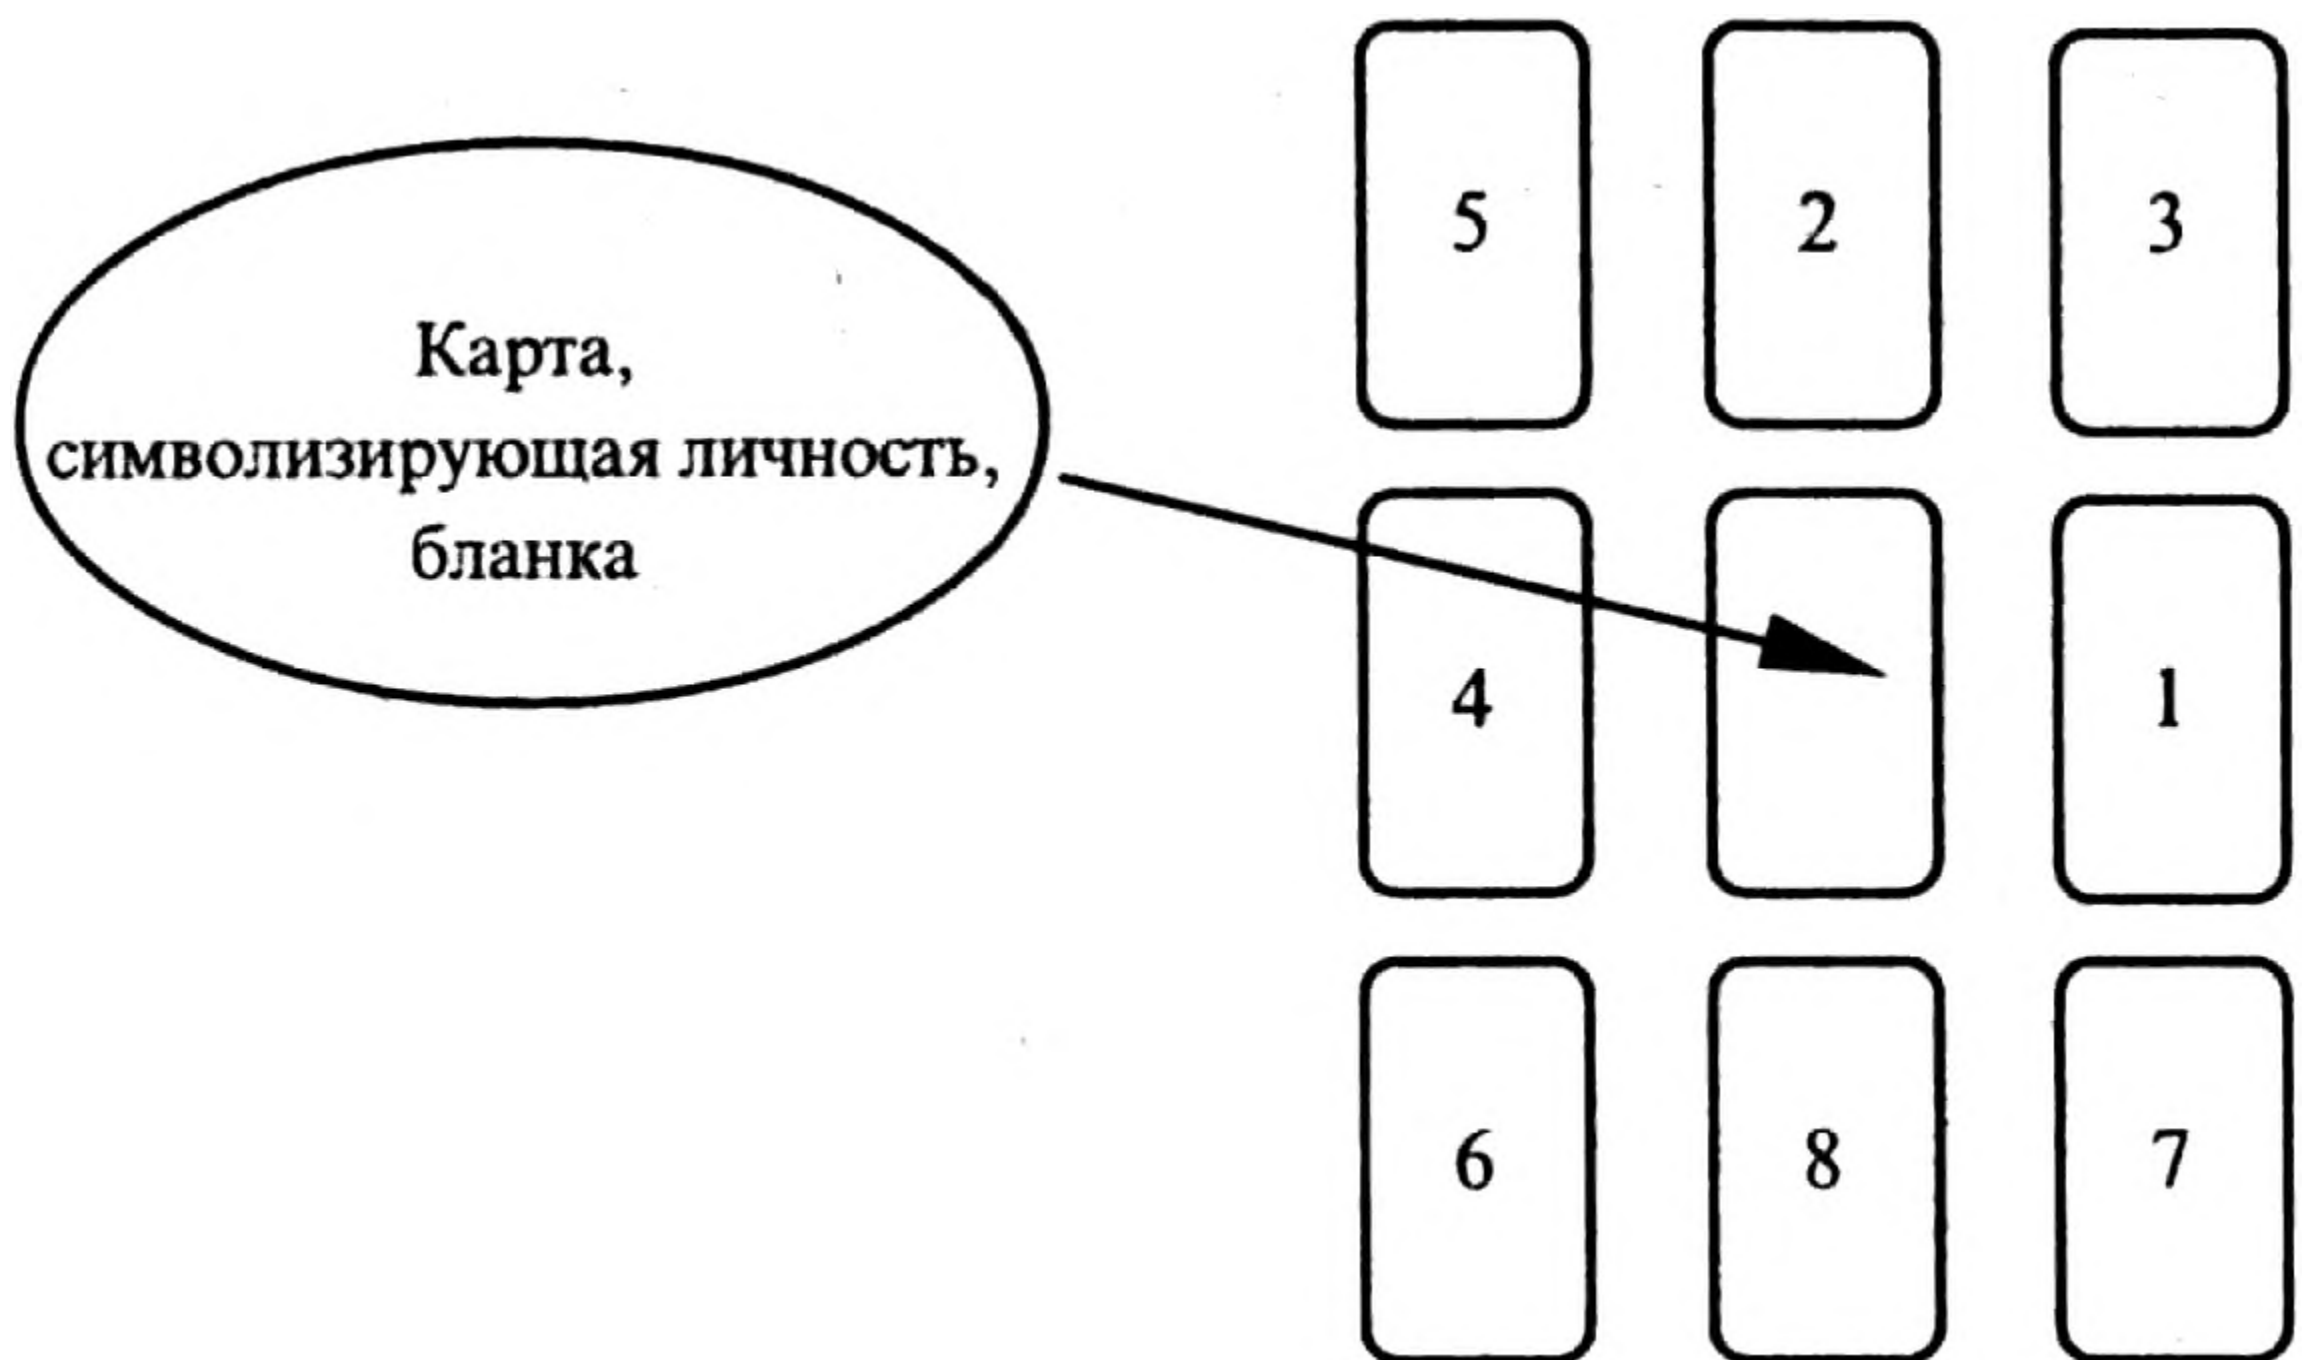 5 2 3
Карта,
символизирующая личность,
бланка
4 1
6 8 7